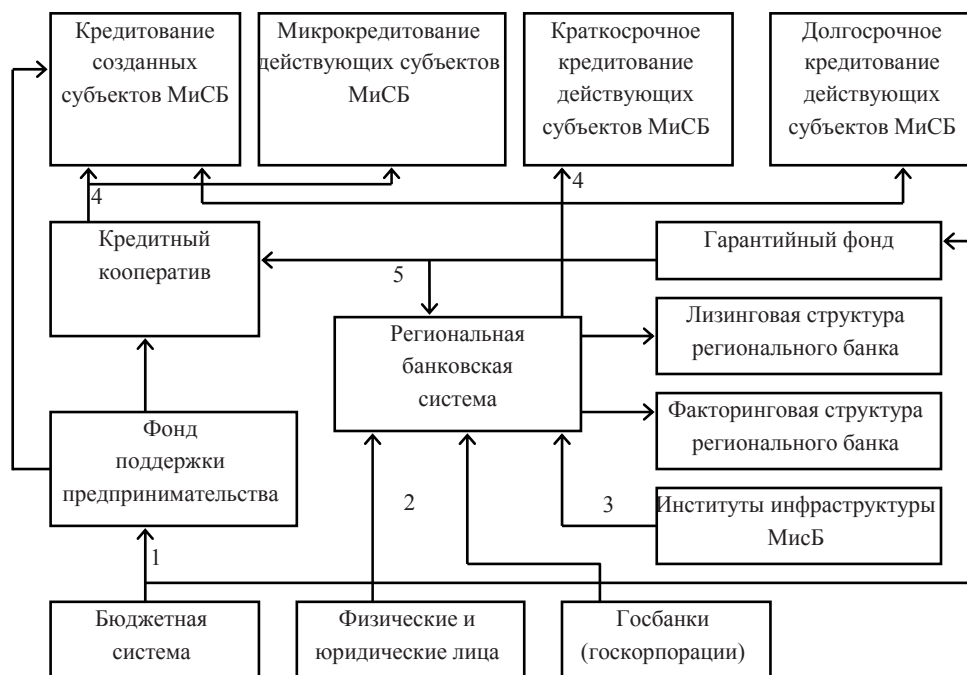 Кредитование
созданных
субъектов МиСБ
Микрокредитование
действующих субъектов
МиСБ
Краткосрочное
кредитование
действующих
субъектов МиСБ
Долгосрочное
кредитование
действующих
субъектов МиСБ
4
4
Кредитный
кооператив
Гарантийный фонд
5
Региональная
банковская
система
Лизинговая структура
регионального банка
Факторинговая структура
регионального банка
Фонд
поддержки
предпринимательства
2
3
Институты инфраструктуры
МисБ
1
Бюджетная
система
Физические и
юридические лица
Госбанки
(госкорпорации)